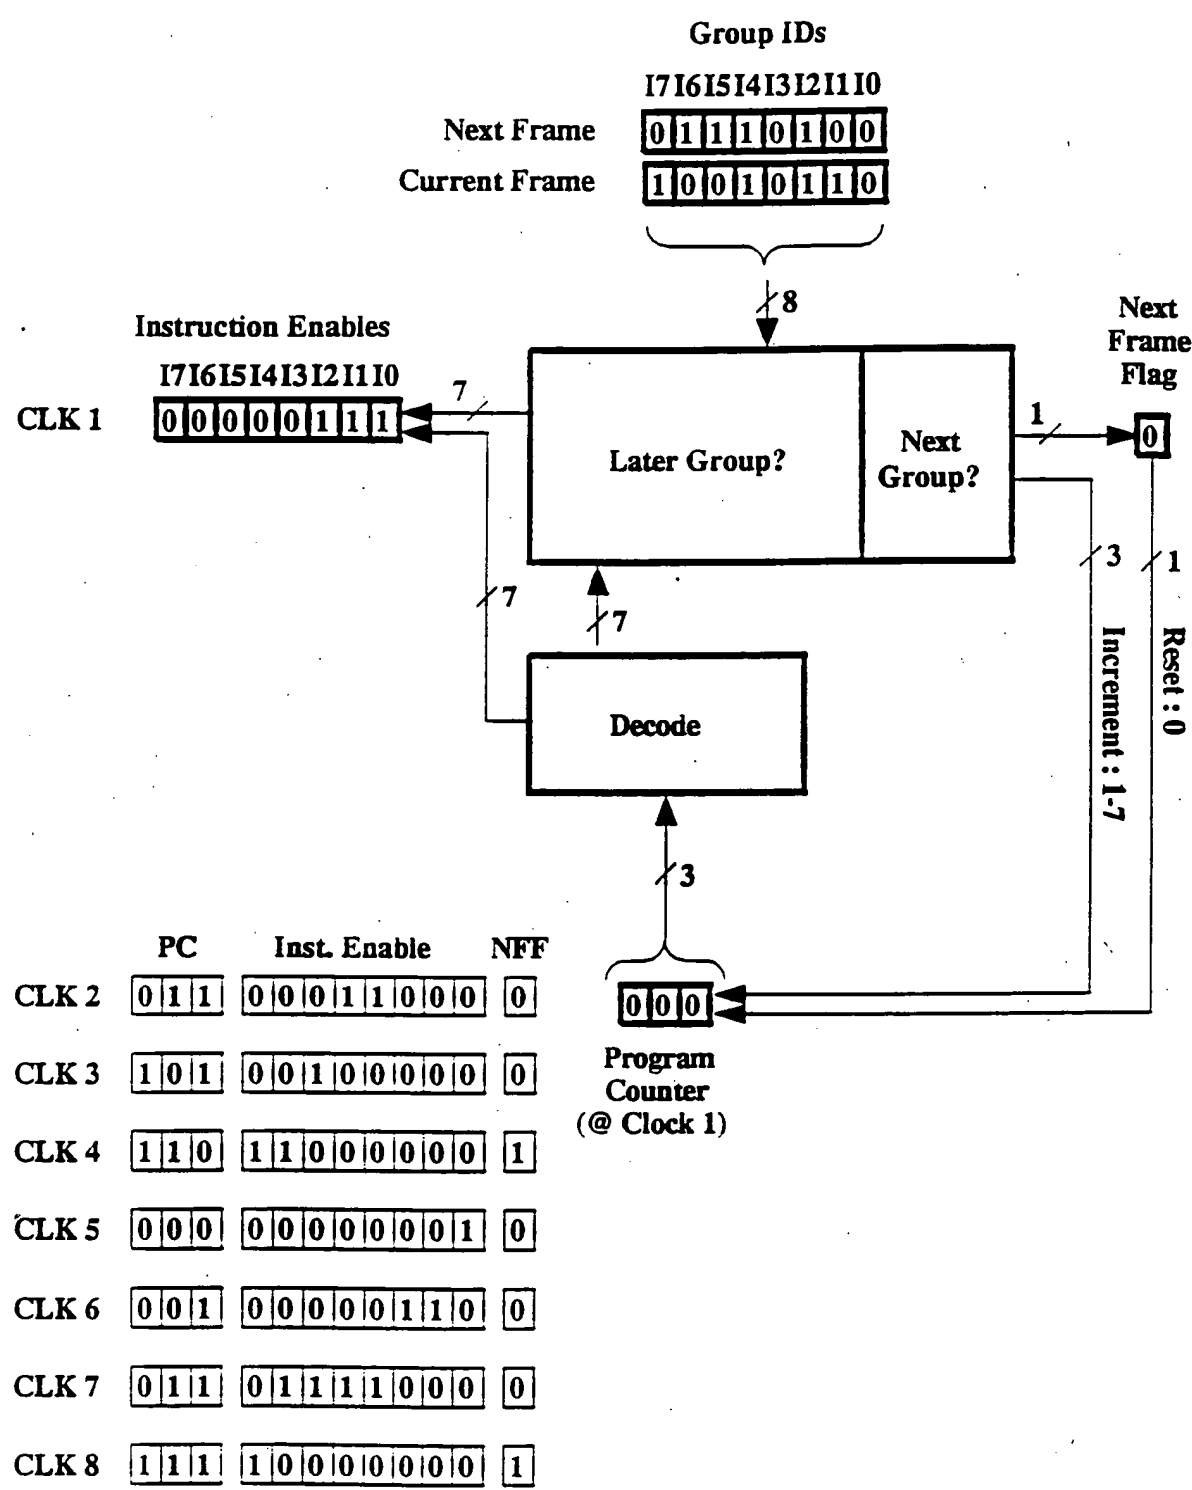 Group IDs
I7 I6 I5 I4 I3 I2 I1 I0
Next Frame 0 1 1 1 0 1 0 0
Current Frame 1 0 0 1 0 1 1 0
8
Instruction Enables
I7 I6 I5 I4 I3 I2 I1 I0
CLK 1 0 0 0 0 0 1 1 1
7
Later Group?
Next
Group?
1
Next
Frame
Flag
0
7
7
3
1
Increment : 1-7
Reset : 0
Decode
3
0 0 0
Program
Counter
(@ Clock 1)
PC Inst. Enable NFF
CLK 2 0 1 1 0 0 0 1 1 0 0 0 0
CLK 3 1 0 1 0 0 1 0 0 0 0 0 0
CLK 4 1 1 0 1 1 0 0 0 0 0 0 1
CLK 5 0 0 0 0 0 0 0 0 0 0 1 0
CLK 6 0 0 1 0 0 0 0 0 1 1 0 0
CLK 7 0 1 1 0 1 1 1 1 0 0 0 0
CLK 8 1 1 1 1 0 0 0 0 0 0 0 1